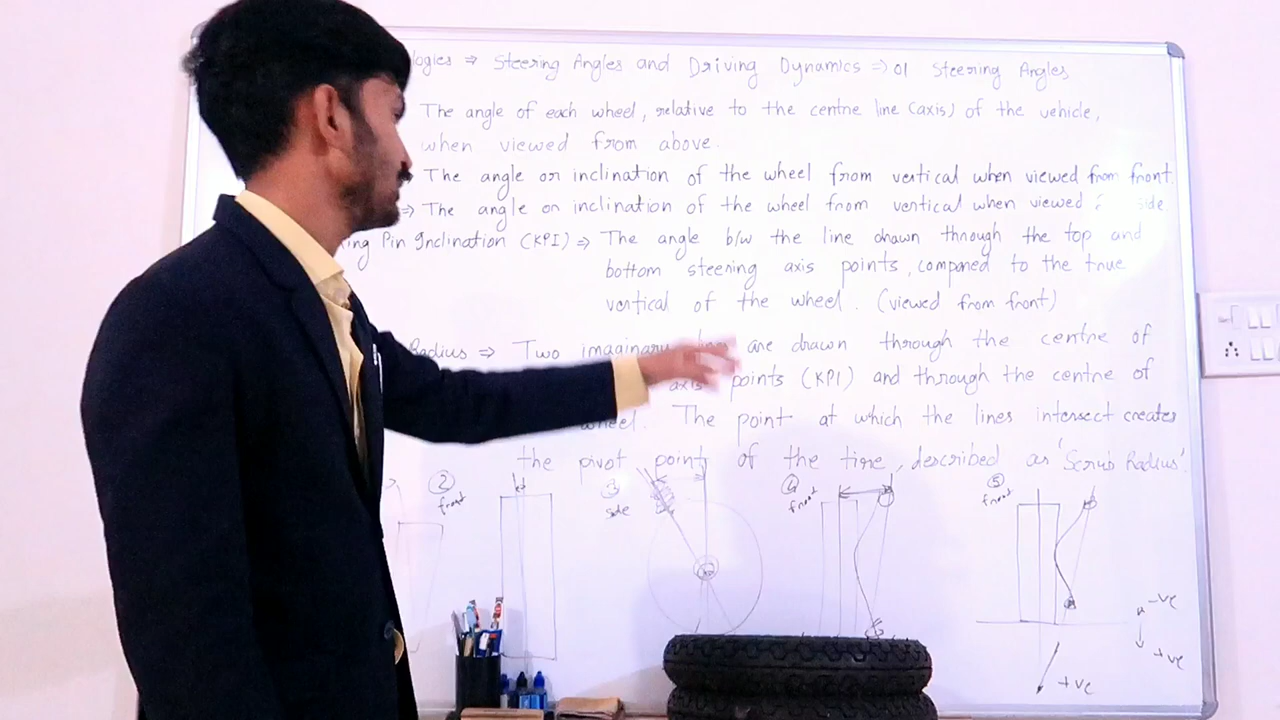 ologies ⇒ Steering Angles and Driving Dynamics ⇒ 01 Steering Angles
The angle of each wheel, relative to the centre line (axis) of the vehicle,
when viewed from above.
The angle or inclination of the wheel from vertical when viewed from front.
⇒ The angle or inclination of the wheel from vertical when viewed side.
ing Pin Inclination (KPI) ⇒ The angle b/w the line drawn through the top and
bottom steering axis points, compared to the true
vertical of the wheel. (viewed from front)
Radius ⇒ Two imaginary lines are drawn through the centre of
axis points (KPI) and through the centre of
wheel. The point at which the lines intersect creates
the pivot point of the tire, described as 'Scrub Radius'.
② front
③ side
④ front
⑤ front
-ve
+ve
+ve